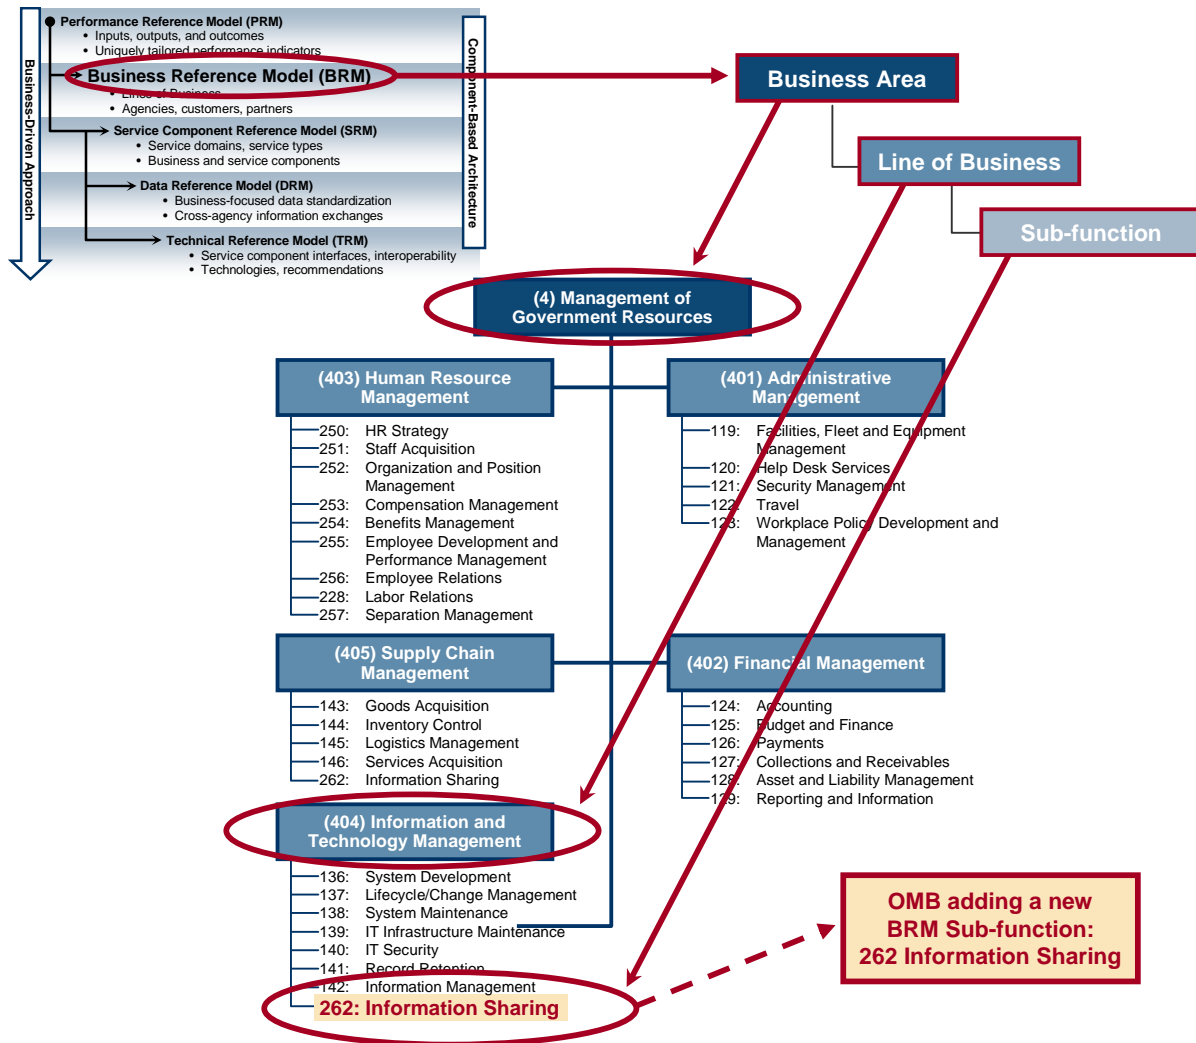 Performance Reference Model (PRM)
• Inputs, outputs, and outcomes
• Uniquely tailored performance indicators
Business Reference Model (BRM)
• Lines of Business
• Agencies, customers, partners
Service Component Reference Model (SRM)
• Service domains, service types
• Business and service components
Data Reference Model (DRM)
• Business-focused data standardization
• Cross-agency information exchanges
Technical Reference Model (TRM)
• Service component interfaces, interoperability
• Technologies, recommendations
Business-Driven Approach
Component-Based Architecture
Business Area
Line of Business
Sub-function
(4) Management of
Government Resources
(403) Human Resource
Management
250: HR Strategy
251: Staff Acquisition
252: Organization and Position
Management
253: Compensation Management
254: Benefits Management
255: Employee Development and
Performance Management
256: Employee Relations
228: Labor Relations
257: Separation Management
(401) Administrative
Management
119: Facilities, Fleet and Equipment
Management
120: Help Desk Services
121: Security Management
122: Travel
123: Workplace Policy Development and
Management
(405) Supply Chain
Management
143: Goods Acquisition
144: Inventory Control
145: Logistics Management
146: Services Acquisition
262: Information Sharing
(402) Financial Management
124: Accounting
125: Budget and Finance
126: Payments
127: Collections and Receivables
128: Asset and Liability Management
129: Reporting and Information
(404) Information and
Technology Management
136: System Development
137: Lifecycle/Change Management
138: System Maintenance
139: IT Infrastructure Maintenance
140: IT Security
141: Record Retention
142: Information Management
262: Information Sharing
OMB adding a new
BRM Sub-function:
262 Information Sharing